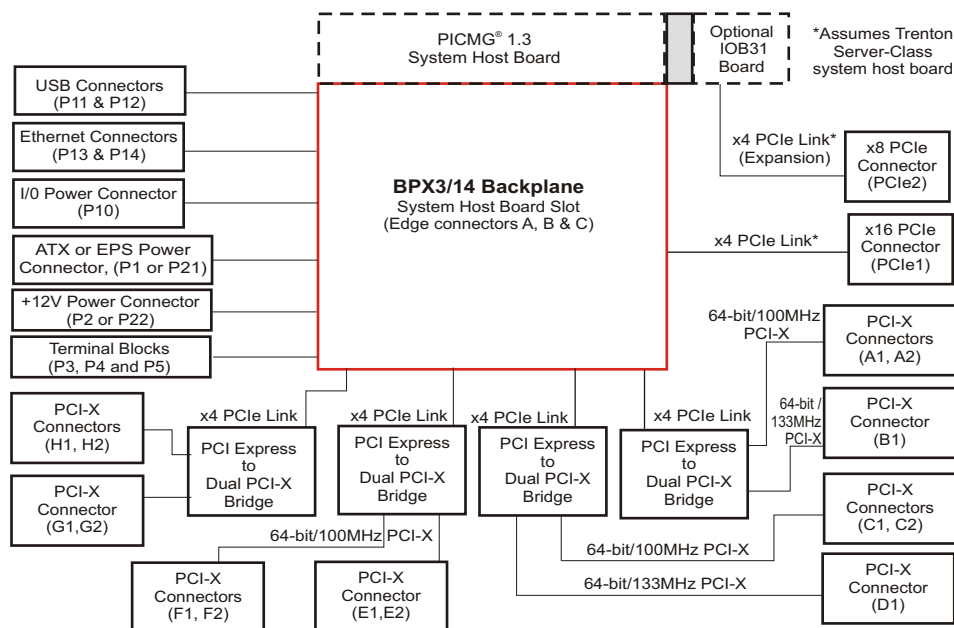 PICMG® 1.3
System Host Board
Optional
IOB31
Board
*Assumes Trenton
Server-Class
system host board
USB Connectors
(P11 & P12)
Ethernet Connectors
(P13 & P14)
I/0 Power Connector
(P10)
ATX or EPS Power
Connector, (P1 or P21)
+12V Power Connector
(P2 or P22)
Terminal Blocks
(P3, P4 and P5)
BPX3/14 Backplane
System Host Board Slot
(Edge connectors A, B & C)
x4 PCIe Link*
(Expansion)
x8 PCIe
Connector
(PCIe2)
x4 PCIe Link*
x16 PCIe
Connector
(PCIe1)
64-bit/100MHz
PCI-X
PCI-X
Connectors
(A1, A2)
64-bit /
133MHz
PCI-X
PCI-X
Connector
(B1)
x4 PCIe Link
x4 PCIe Link
x4 PCIe Link
x4 PCIe Link
PCI-X
Connectors
(H1, H2)
PCI-X
Connector
(G1,G2)
PCI Express
to
Dual PCI-X
Bridge
PCI Express
to
Dual PCI-X
Bridge
PCI Express
to
Dual PCI-X
Bridge
PCI Express
to
Dual PCI-X
Bridge
PCI-X
Connectors
(C1, C2)
64-bit/100MHz PCI-X
64-bit/100MHz PCI-X
64-bit/133MHz PCI-X
PCI-X
Connectors
(F1, F2)
PCI-X
Connector
(E1,E2)
PCI-X
Connector
(D1)